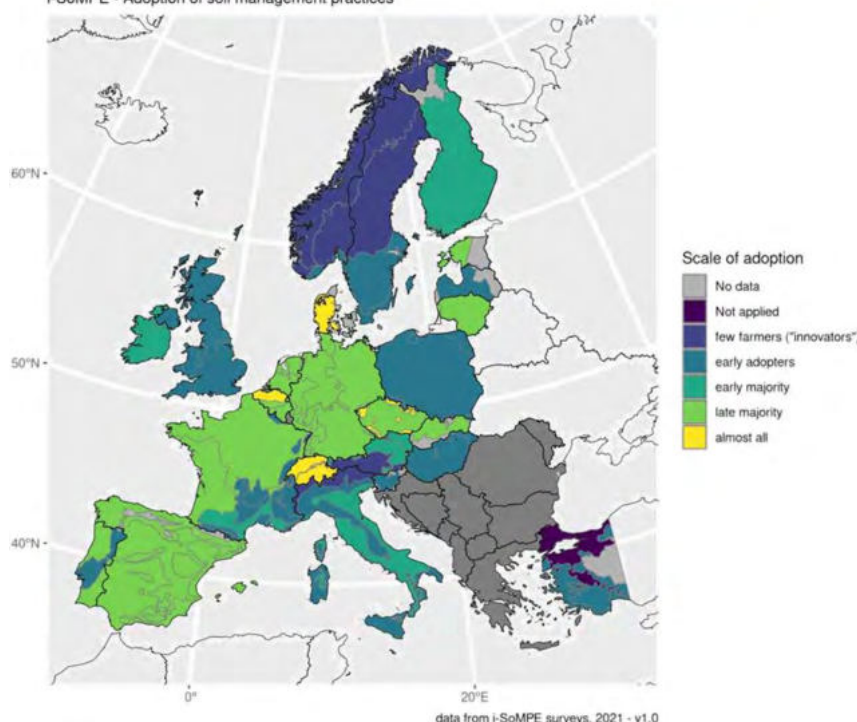 i-SoMPE - Adoption of soil management practices
60°N
50°N
40°N
0°
20°E
Scale of adoption
No data
Not applied
few farmers ("innovators")
early adopters
early majority
late majority
almost all
data from i-SoMPE surveys, 2021 - v1.0